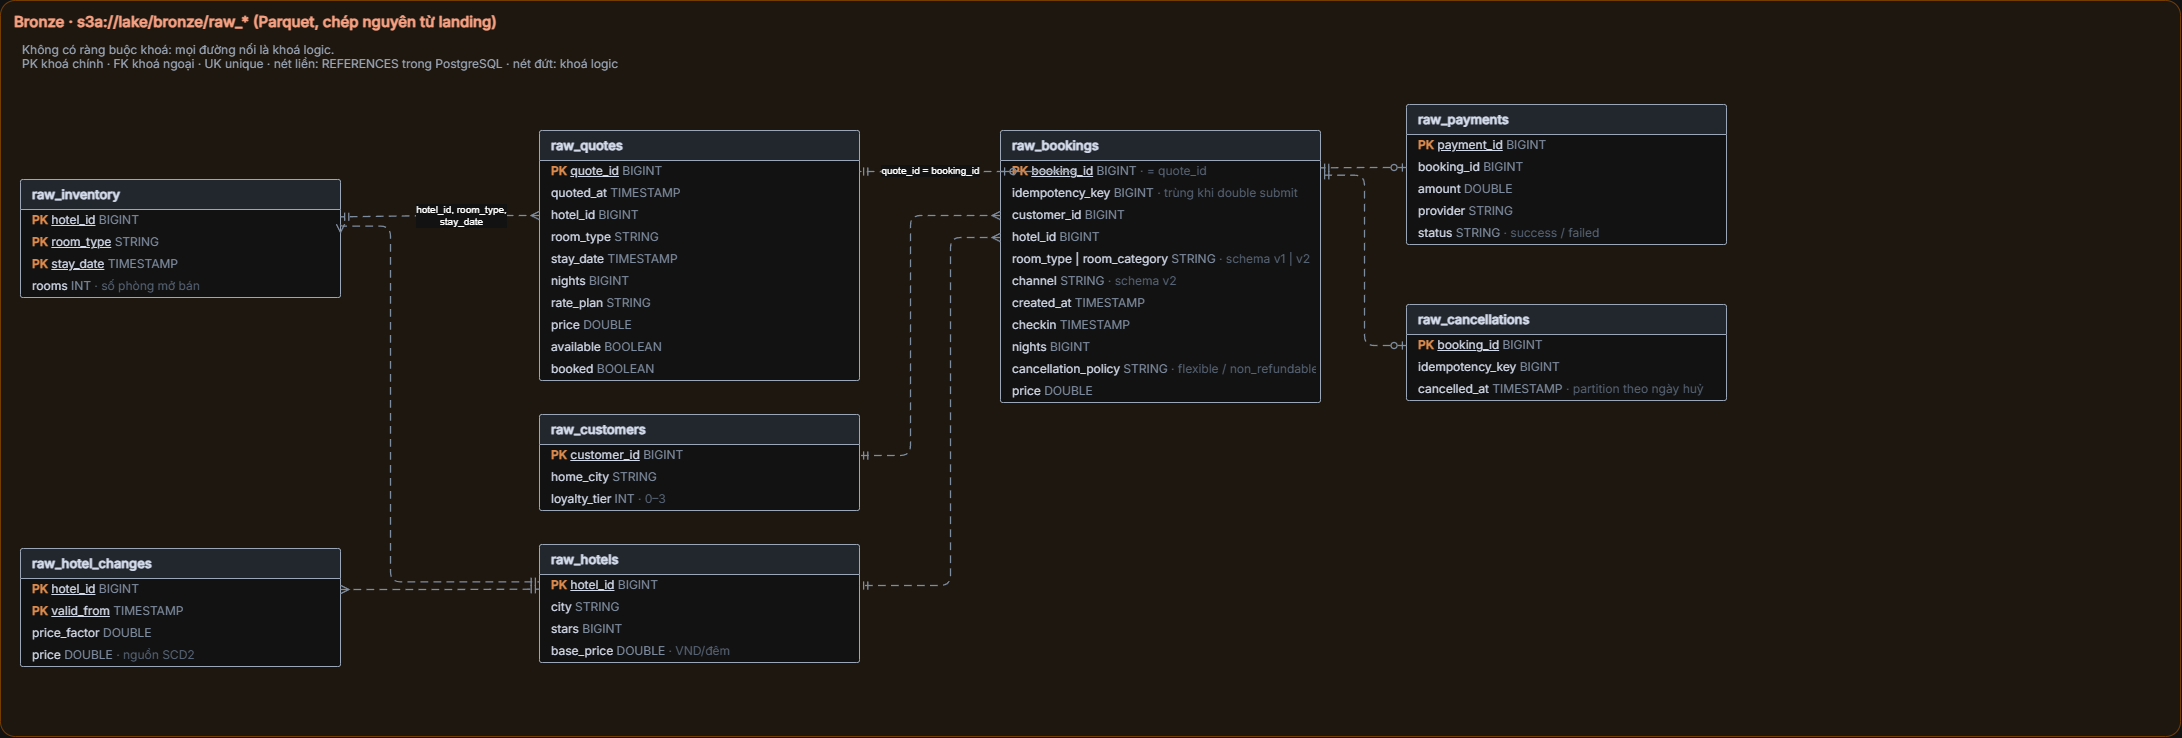 Bronze · s3a://lake/bronze/raw_* (Parquet, chép nguyên từ landing)
Không có ràng buộc khoá: mọi đường nối là khoá logic.
PK khoá chính · FK khoá ngoại · UK unique · nét liền: REFERENCES trong PostgreSQL · nét đứt: khoá logic
raw_inventory
PK hotel_id BIGINT
PK room_type STRING
PK stay_date TIMESTAMP
rooms INT · số phòng mở bán
hotel_id, room_type,
stay_date
raw_hotel_changes
PK hotel_id BIGINT
PK valid_from TIMESTAMP
price_factor DOUBLE
price DOUBLE · nguồn SCD2
raw_quotes
PK quote_id BIGINT
quoted_at TIMESTAMP
hotel_id BIGINT
room_type STRING
stay_date TIMESTAMP
nights BIGINT
rate_plan STRING
price DOUBLE
available BOOLEAN
booked BOOLEAN
quote_id = booking_id
raw_customers
PK customer_id BIGINT
home_city STRING
loyalty_tier INT · 0–3
raw_hotels
PK hotel_id BIGINT
city STRING
stars BIGINT
base_price DOUBLE · VND/đêm
raw_bookings
PK booking_id BIGINT · = quote_id
idempotency_key BIGINT · trùng khi double submit
customer_id BIGINT
hotel_id BIGINT
room_type | room_category STRING · schema v1 | v2
channel STRING · schema v2
created_at TIMESTAMP
checkin TIMESTAMP
nights BIGINT
cancellation_policy STRING · flexible / non_refundable
price DOUBLE
raw_payments
PK payment_id BIGINT
booking_id BIGINT
amount DOUBLE
provider STRING
status STRING · success / failed
raw_cancellations
PK booking_id BIGINT
idempotency_key BIGINT
cancelled_at TIMESTAMP · partition theo ngày huỷ